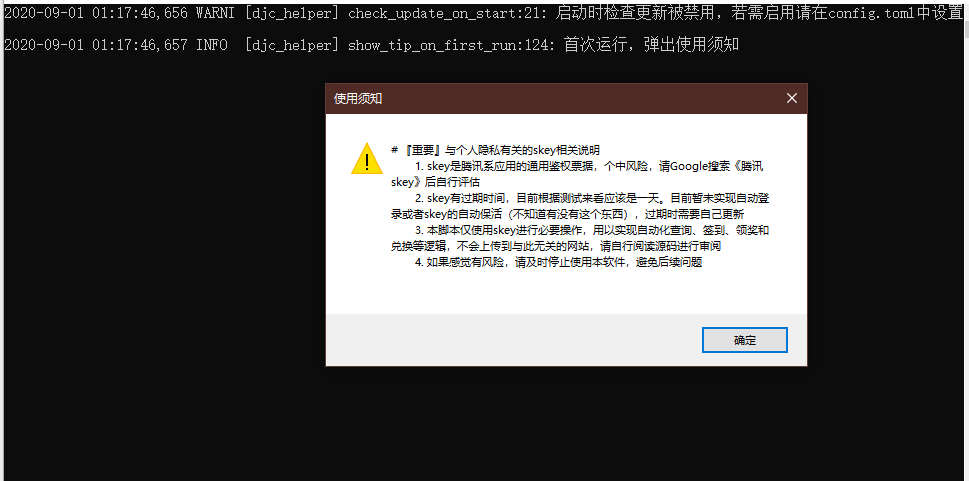 2020-09-01 01:17:46,656 WARNI [djc_helper] check_update_on_start:21: 启动时检查更新被禁用，若需启用请在config.toml中设置
2020-09-01 01:17:46,657 INFO  [djc_helper] show_tip_on_first_run:124: 首次运行，弹出使用须知
使用须知
# 『重要』与个人隐私有关的skey相关说明
1. skey是腾讯系应用的通用鉴权票据，个中风险，请Google搜索《腾讯
skey》后自行评估
2. skey有过期时间，目前根据测试来看应该是一天。目前暂未实现自动登
录或者skey的自动保活（不知道有没有这个东西），过期时需要自己更新
3. 本脚本仅使用skey进行必要操作，用以实现自动化查询、签到、领奖和
兑换等逻辑，不会上传到与此无关的网站，请自行阅读源码进行审阅
4. 如果感觉有风险，请及时停止使用本软件，避免后续问题
确定